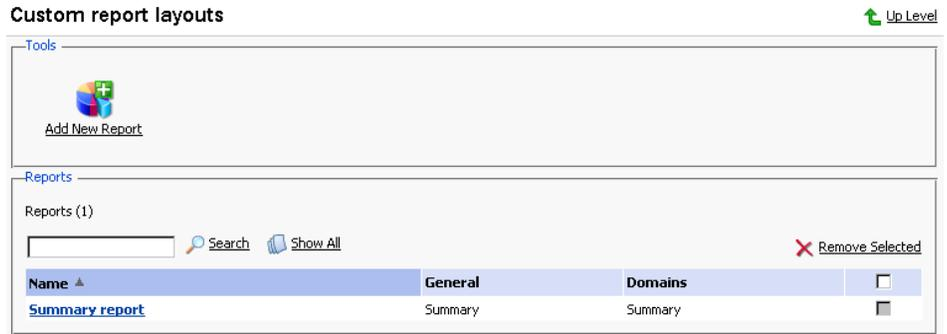 Custom report layouts
Up Level
Tools
Add New Report
Reports
Reports (1)
Search Show All Remove Selected
Name General Domains
Summary report Summary Summary